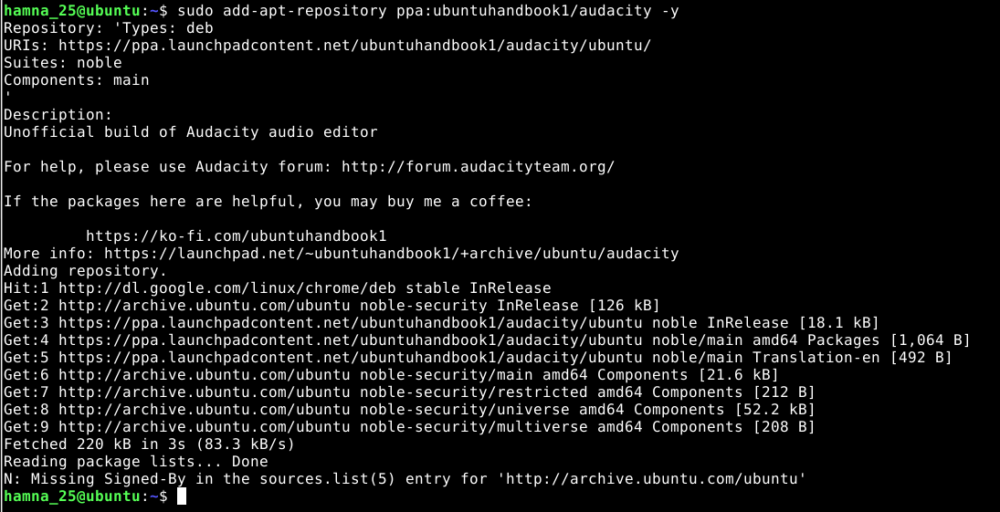 hamna_25@ubuntu:~$ sudo add-apt-repository ppa:ubuntuhandbook1/audacity -y
Repository: 'Types: deb
URIs: https://ppa.launchpadcontent.net/ubuntuhandbook1/audacity/ubuntu/
Suites: noble
Components: main
'
Description:
Unofficial build of Audacity audio editor
For help, please use Audacity forum: http://forum.audacityteam.org/
If the packages here are helpful, you may buy me a coffee:
https://ko-fi.com/ubuntuhandbook1
More info: https://launchpad.net/~ubuntuhandbook1/+archive/ubuntu/audacity
Adding repository.
Hit:1 http://dl.google.com/linux/chrome/deb stable InRelease
Get:2 http://archive.ubuntu.com/ubuntu noble-security InRelease [126 kB]
Get:3 https://ppa.launchpadcontent.net/ubuntuhandbook1/audacity/ubuntu noble InRelease [18.1 kB]
Get:4 https://ppa.launchpadcontent.net/ubuntuhandbook1/audacity/ubuntu noble/main amd64 Packages [1,064 B]
Get:5 https://ppa.launchpadcontent.net/ubuntuhandbook1/audacity/ubuntu noble/main Translation-en [492 B]
Get:6 http://archive.ubuntu.com/ubuntu noble-security/main amd64 Components [21.6 kB]
Get:7 http://archive.ubuntu.com/ubuntu noble-security/restricted amd64 Components [212 B]
Get:8 http://archive.ubuntu.com/ubuntu noble-security/universe amd64 Components [52.2 kB]
Get:9 http://archive.ubuntu.com/ubuntu noble-security/multiverse amd64 Components [208 B]
Fetched 220 kB in 3s (83.3 kB/s)
Reading package lists... Done
N: Missing Signed-By in the sources.list(5) entry for 'http://archive.ubuntu.com/ubuntu'
hamna_25@ubuntu:~$